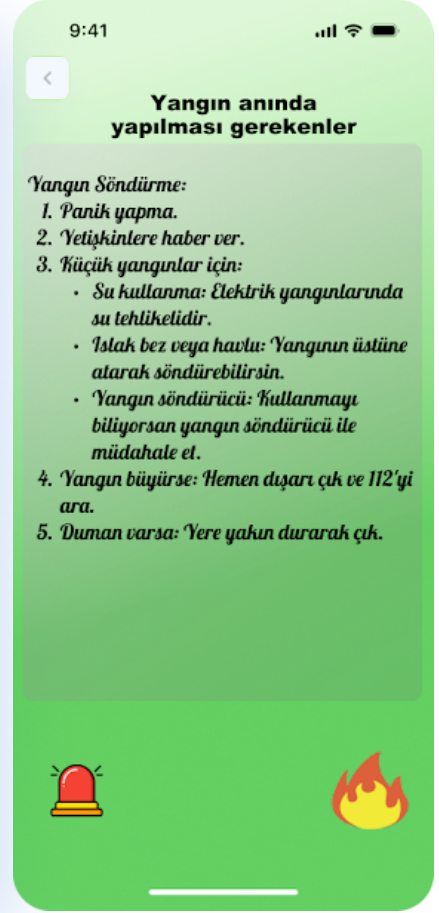 9:41
Yangın anında
yapılması gerekenler
Yangın Söndürme:
1. Panik yapma.
2. Yetişkinlere haber ver.
3. Küçük yangınlar için:
• Su kullanma: Elektrik yangınlarında
su tehlikelidir.
• Islak bez veya havlu: Yangının üstüne
atarak söndürebilirsin.
• Yangın söndürücü: Kullanmayı
biliyorsan yangın söndürücü ile
müdahale et.
4. Yangın büyürse: Hemen dışarı çık ve 112'yi
ara.
5. Duman varsa: Yere yakın durarak çık.